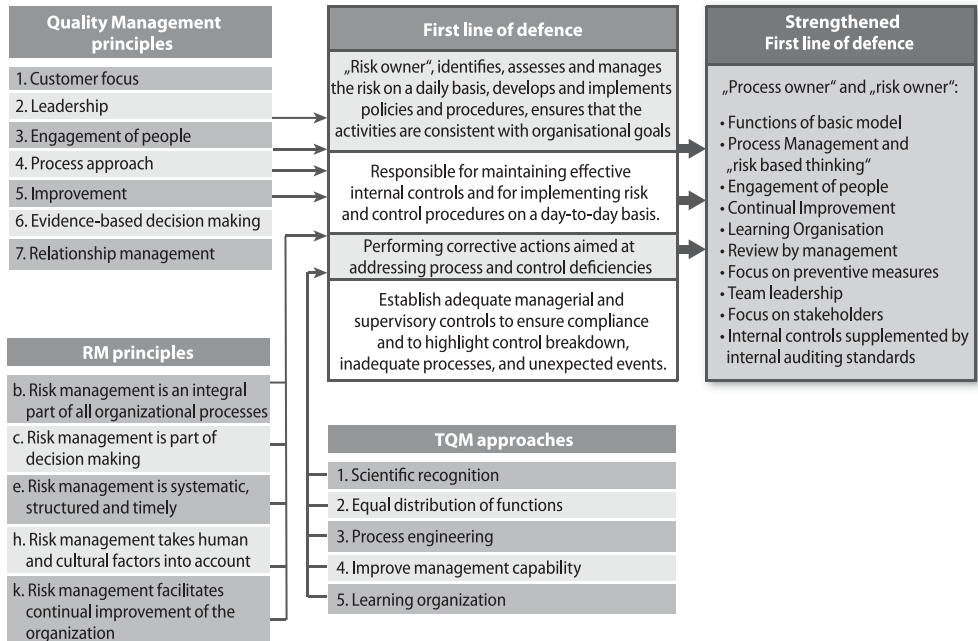 Quality Management
principles
1. Customer focus
2. Leadership
3. Engagement of people
4. Process approach
5. Improvement
6. Evidence-based decision making
7. Relationship management
RM principles
b. Risk management is an integral
part of all organizational processes
c. Risk management is part of
decision making
e. Risk management is systematic,
structured and timely
h. Risk management takes human
and cultural factors into account
k. Risk management facilitates
continual improvement of the
organization
First line of defence
„Risk owner“, identifies, assesses and manages
the risk on a daily basis, develops and implements
policies and procedures, ensures that the
activities are consistent with organisational goals
Responsible for maintaining effective
internal controls and for implementing risk
and control procedures on a day-to-day basis.
Performing corrective actions aimed at
addressing process and control deficiencies
Establish adequate managerial and
supervisory controls to ensure compliance
and to highlight control breakdown,
inadequate processes, and unexpected events.
TQM approaches
1. Scientific recognition
2. Equal distribution of functions
3. Process engineering
4. Improve management capability
5. Learning organization
Strengthened
First line of defence
„Process owner“ and „risk owner“:
• Functions of basic model
• Process Management and
„risk based thinking“
• Engagement of people
• Continual Improvement
• Learning Organisation
• Review by management
• Focus on preventive measures
• Team leadership
• Focus on stakeholders
• Internal controls supplemented by
internal auditing standards